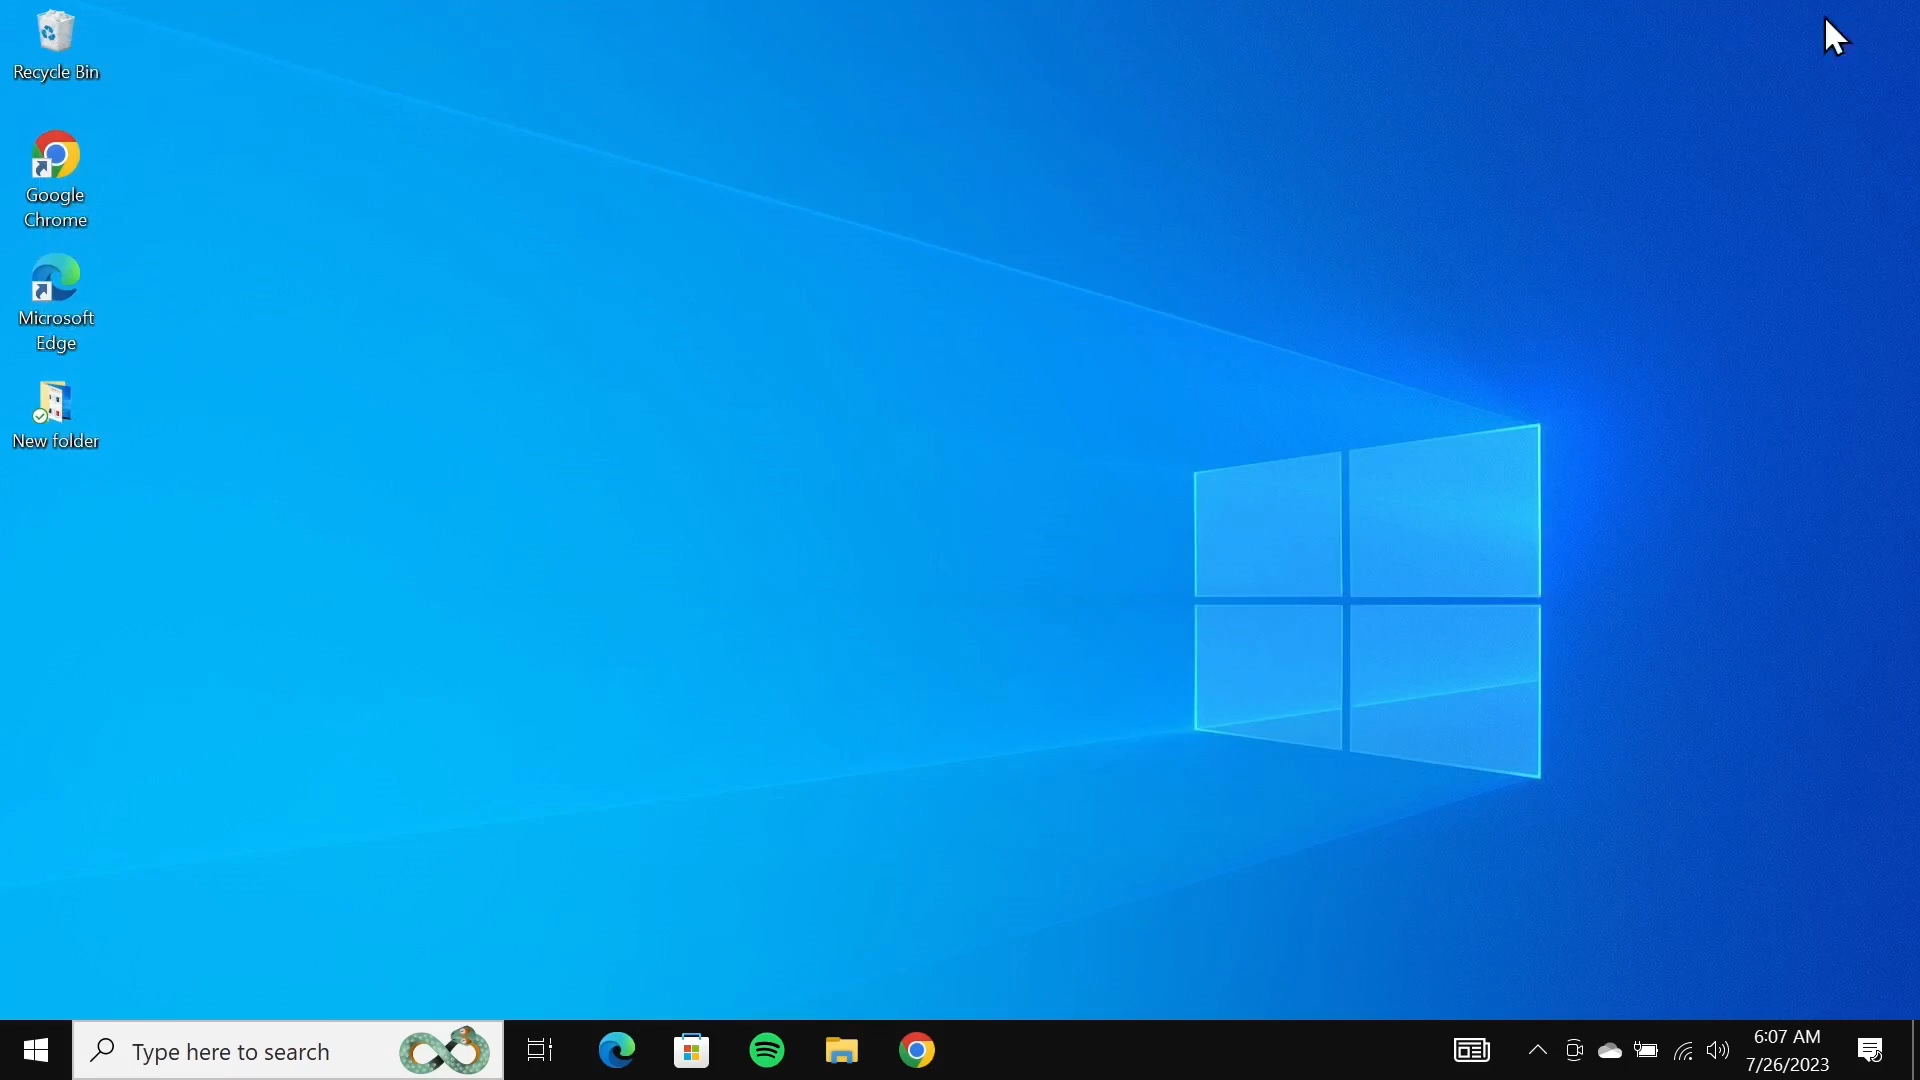 Recycle Bin
Google
Chrome
Microsoft
Edge
New folder
Type here to search
6:07 AM
7/26/2023